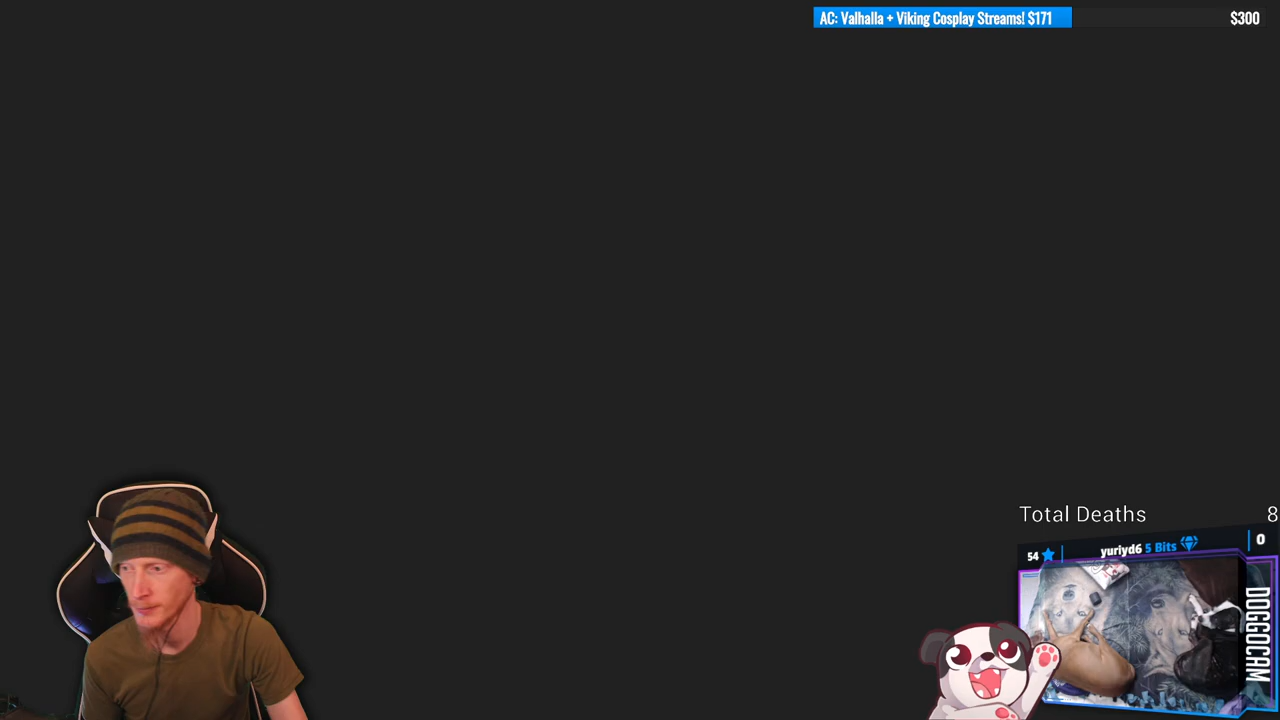 AC: Valhalla + Viking Cosplay Streams! $171
$300
Total Deaths 8
54
yuriyd6 5 Bits
0
DOGGOCAM